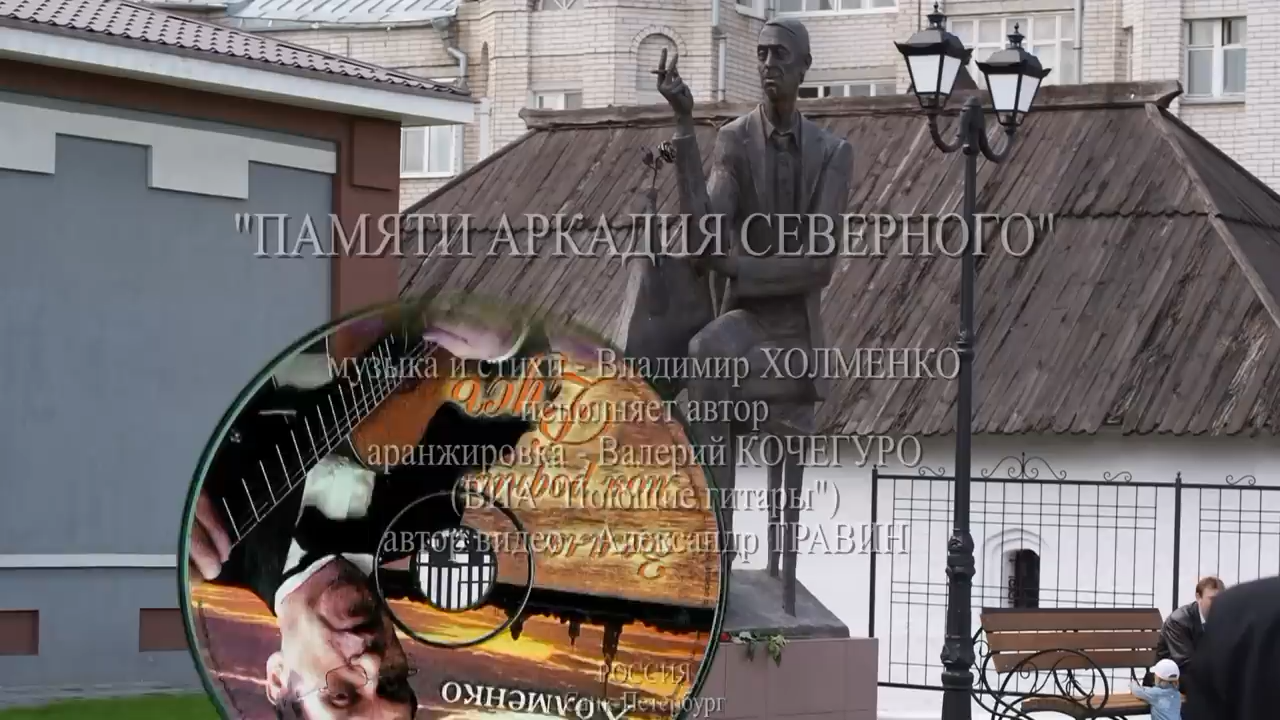 "ПАМЯТИ АРКАДИЯ СЕВЕРНОГО"
музыка и стихи - Владимир ХОЛМЕНКО
исполняет автор
аранжировка - Валерий КОЧЕГУРО
(ВИА "Поющие гитары")
автор видео - Александр ТРАВИН
РОССИЯ
Санкт-Петербург
ХОЛМЕНКО